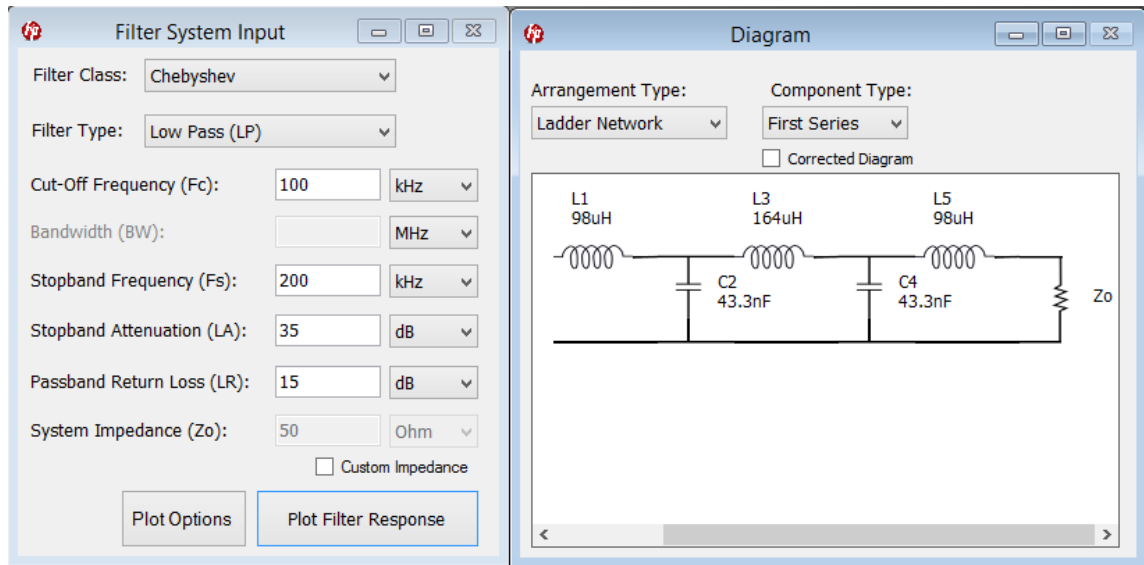 Filter System Input
Filter Class: Chebyshev
Filter Type: Low Pass (LP)
Cut-Off Frequency (Fc): 100 kHz
Bandwidth (BW): MHz
Stopband Frequency (Fs): 200 kHz
Stopband Attenuation (LA): 35 dB
Passband Return Loss (LR): 15 dB
System Impedance (Zo): 50 Ohm
Custom Impedance
Plot Options Plot Filter Response
Diagram
Arrangement Type: Component Type:
Ladder Network First Series
Corrected Diagram
L1 L3 L5
98uH 164uH 98uH
C2 C4
43.3nF 43.3nF Zo